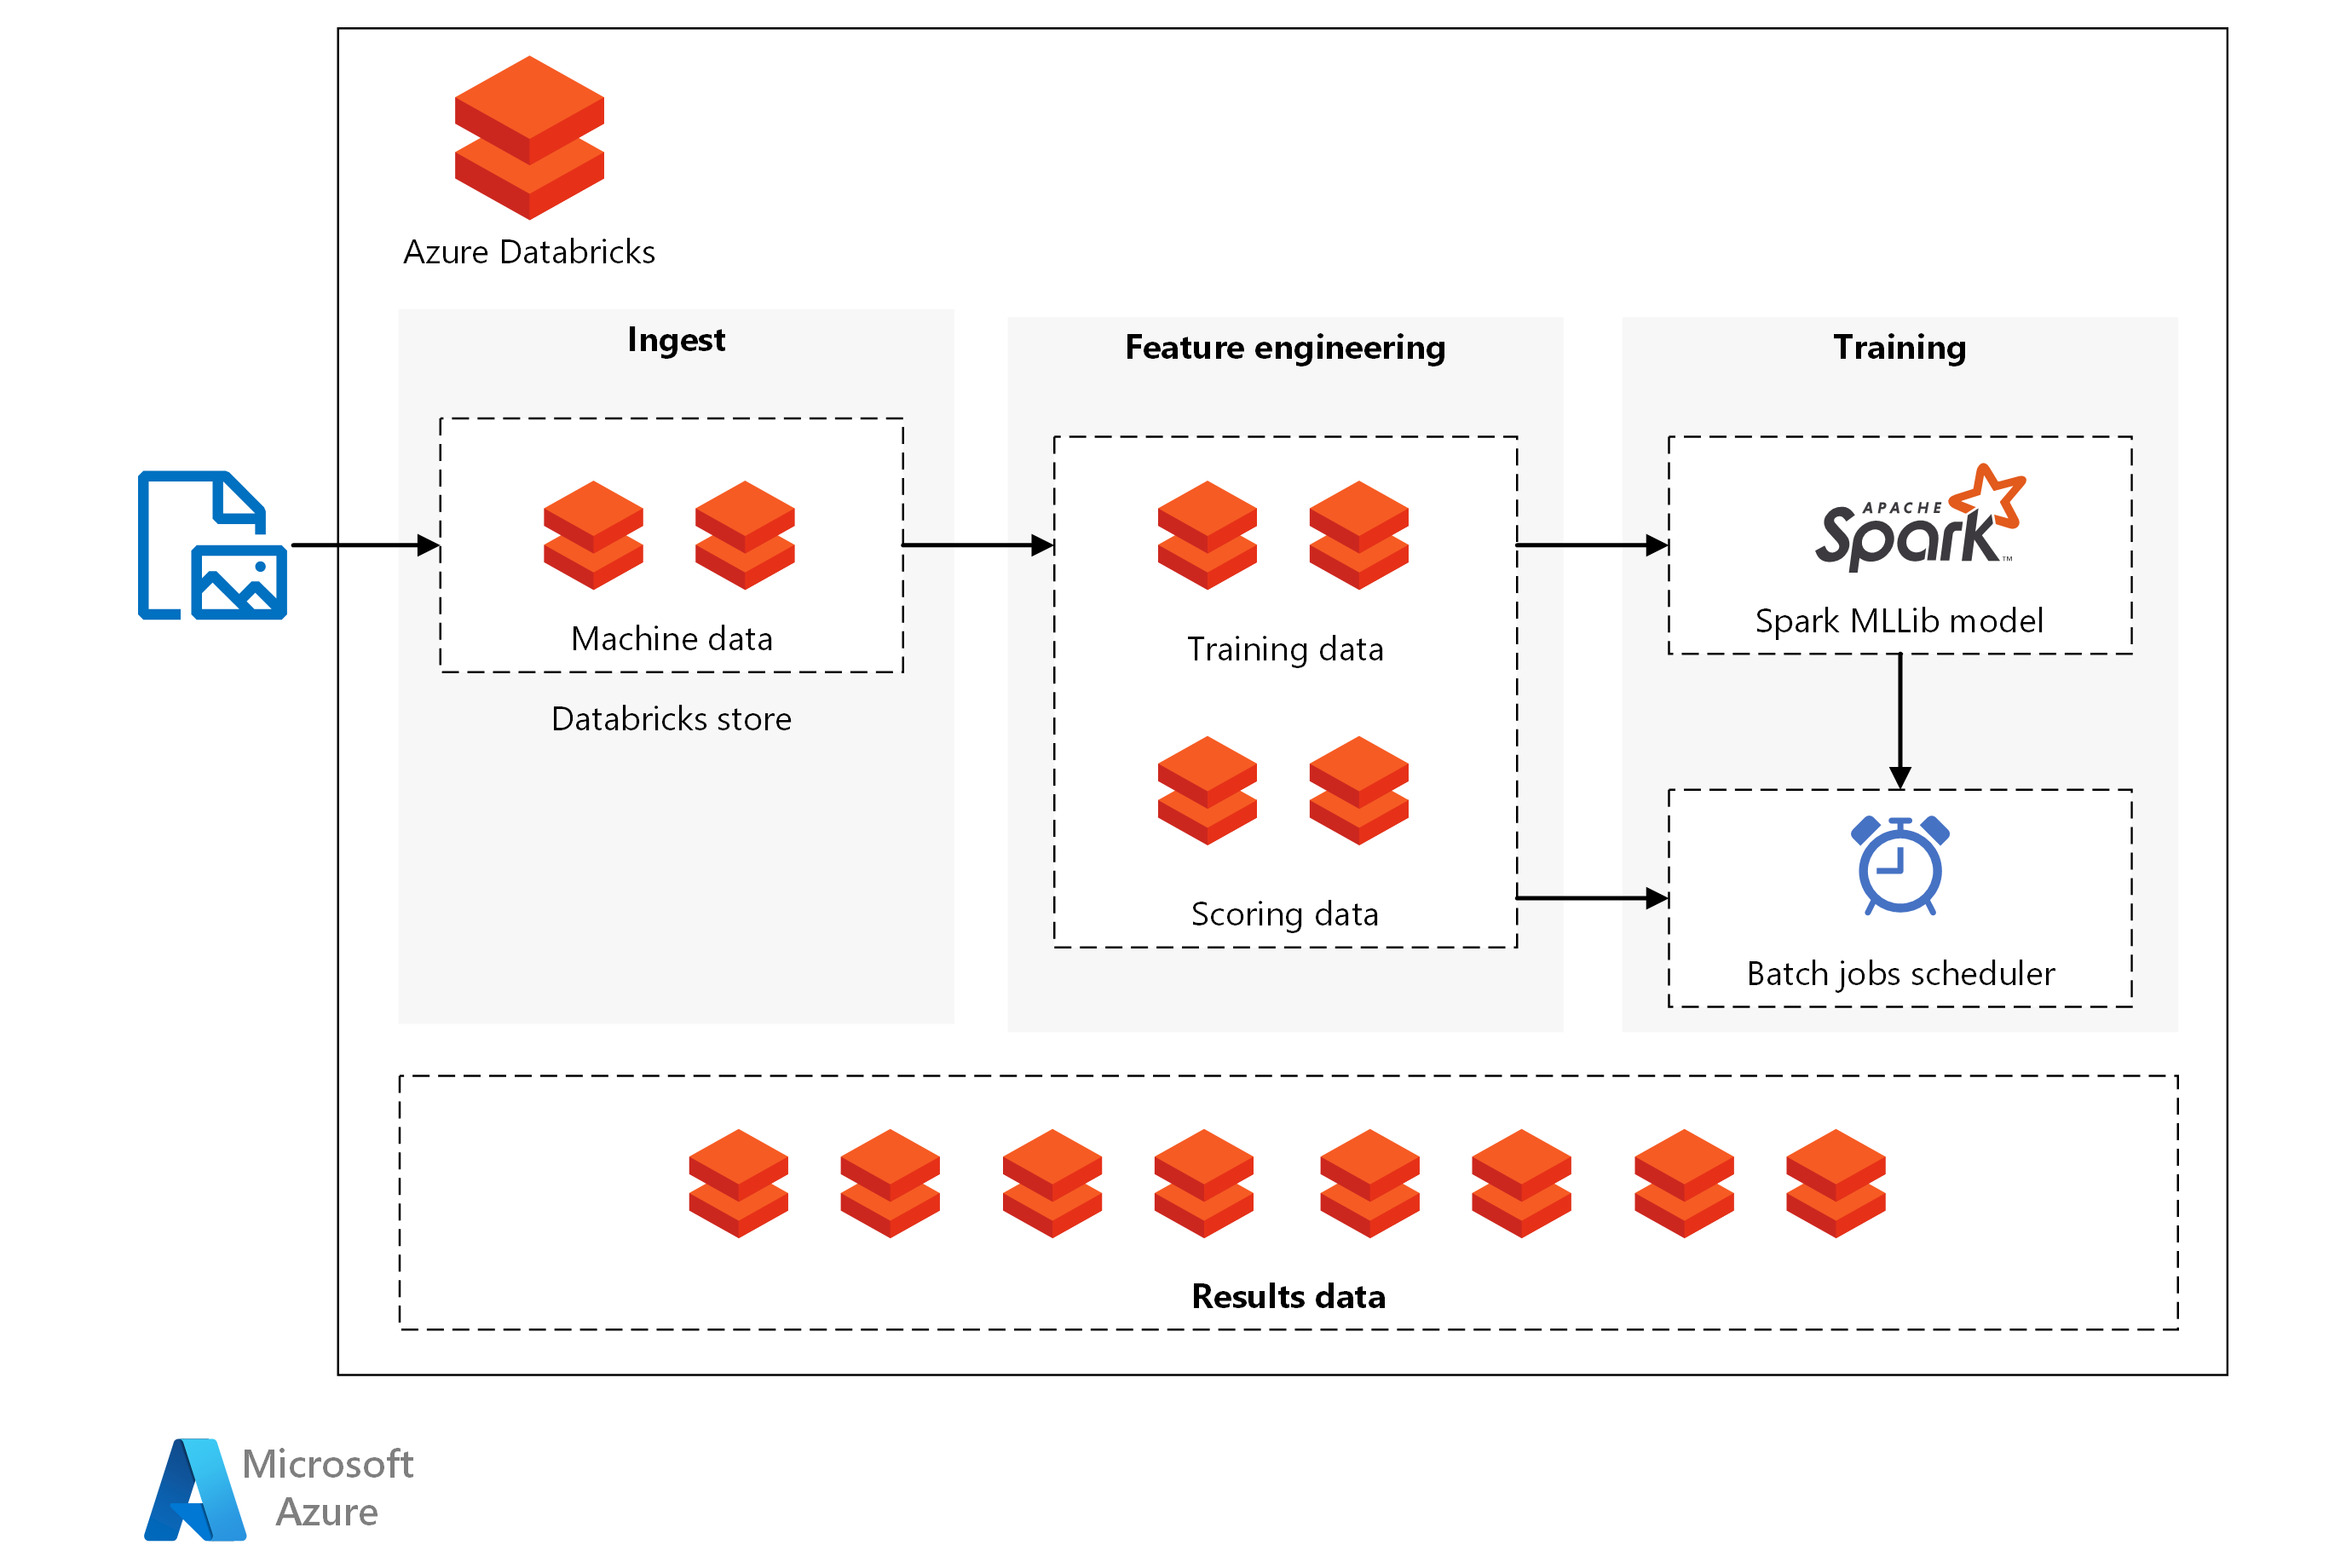 Azure Databricks
Ingest
Machine data
Databricks store
Feature engineering
Training data
Scoring data
Training
APACHE
Spark™
Spark MLLib model
Batch jobs scheduler
Results data
Microsoft
Azure